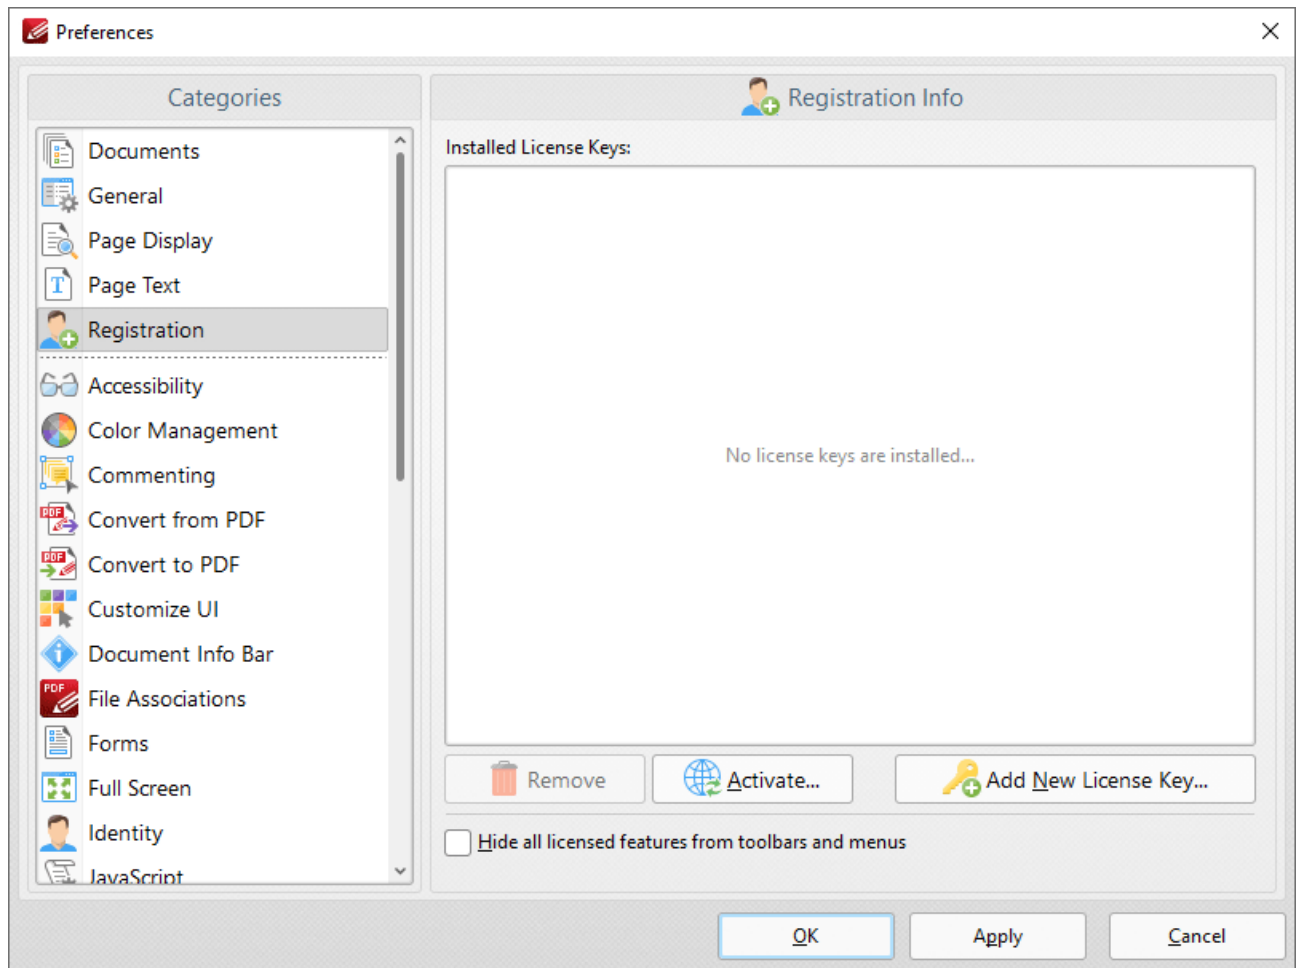 Preferences
Categories
Documents
General
Page Display
Page Text
Registration
Accessibility
Color Management
Commenting
Convert from PDF
Convert to PDF
Customize UI
Document Info Bar
File Associations
Forms
Full Screen
Identity
JavaScript
Registration Info
Installed License Keys:
No license keys are installed...
Remove
Activate...
Add New License Key...
Hide all licensed features from toolbars and menus
OK
Apply
Cancel